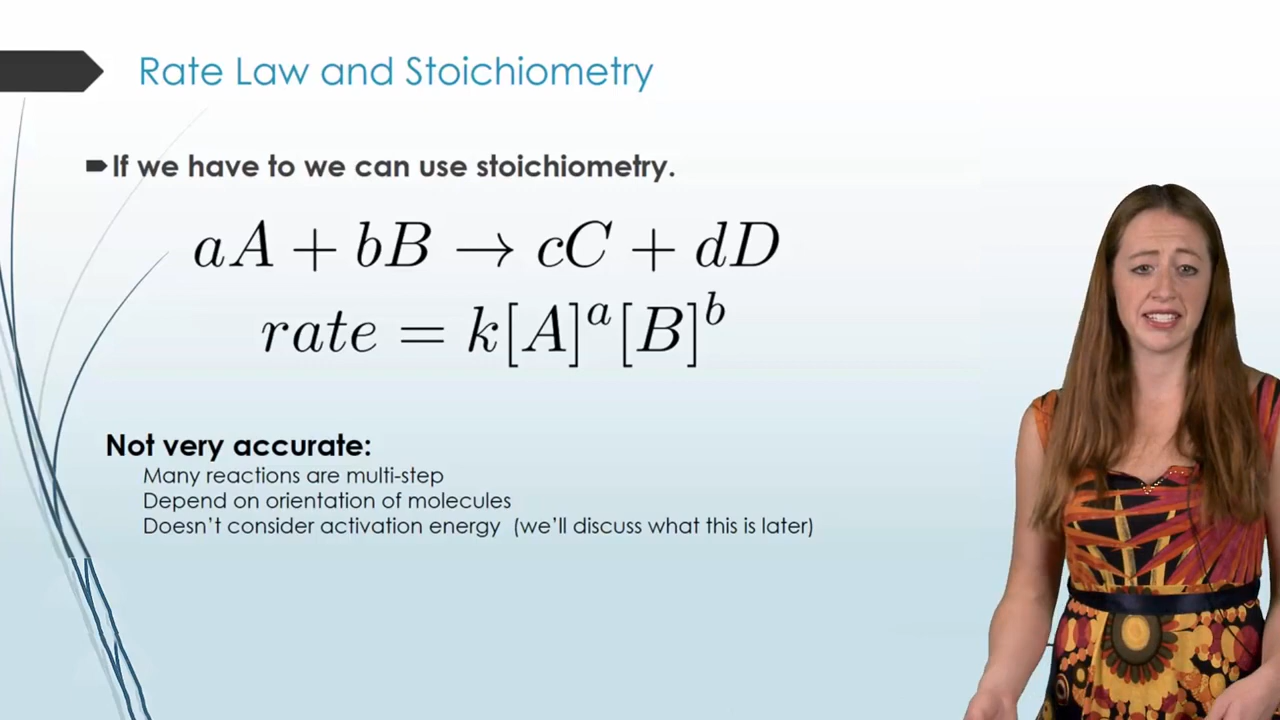 Rate Law and Stoichiometry
If we have to we can use stoichiometry.
aA + bB → cC + dD
rate = k[A]^a[B]^b
Not very accurate:
Many reactions are multi-step
Depend on orientation of molecules
Doesn't consider activation energy (we'll discuss what this is later)